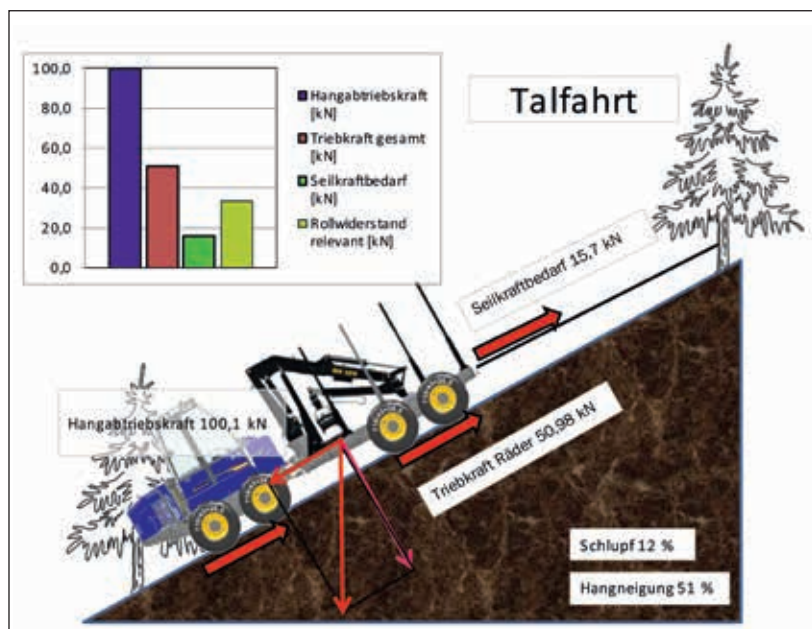 100,0
80,0
60,0
40,0
20,0
0,0
Hangabtriebskraft
[kN]
Triebkraft gesamt
[kN]
Seilkraftbedarf
[kN]
Rollwiderstand
relevant [kN]
Talfahrt
Seilkraftbedarf 15,7 kN
Hangabtriebskraft 100,1 kN
Triebkraft Räder 50,98 kN
Schlupf 12 %
Hangneigung 51 %